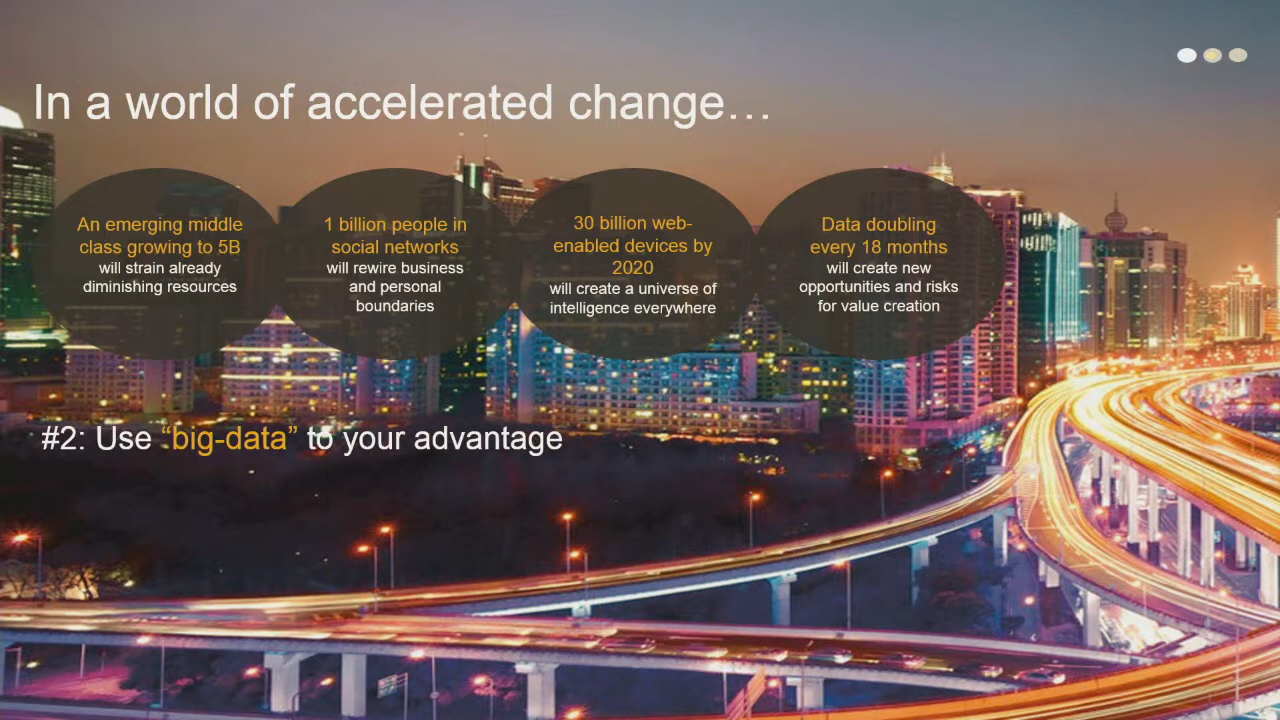 In a world of accelerated change…
An emerging middle
class growing to 5B
will strain already
diminishing resources
1 billion people in
social networks
will rewire business
and personal
boundaries
30 billion web-
enabled devices by
2020
will create a universe of
intelligence everywhere
Data doubling
every 18 months
will create new
opportunities and risks
for value creation
#2: Use “big-data” to your advantage